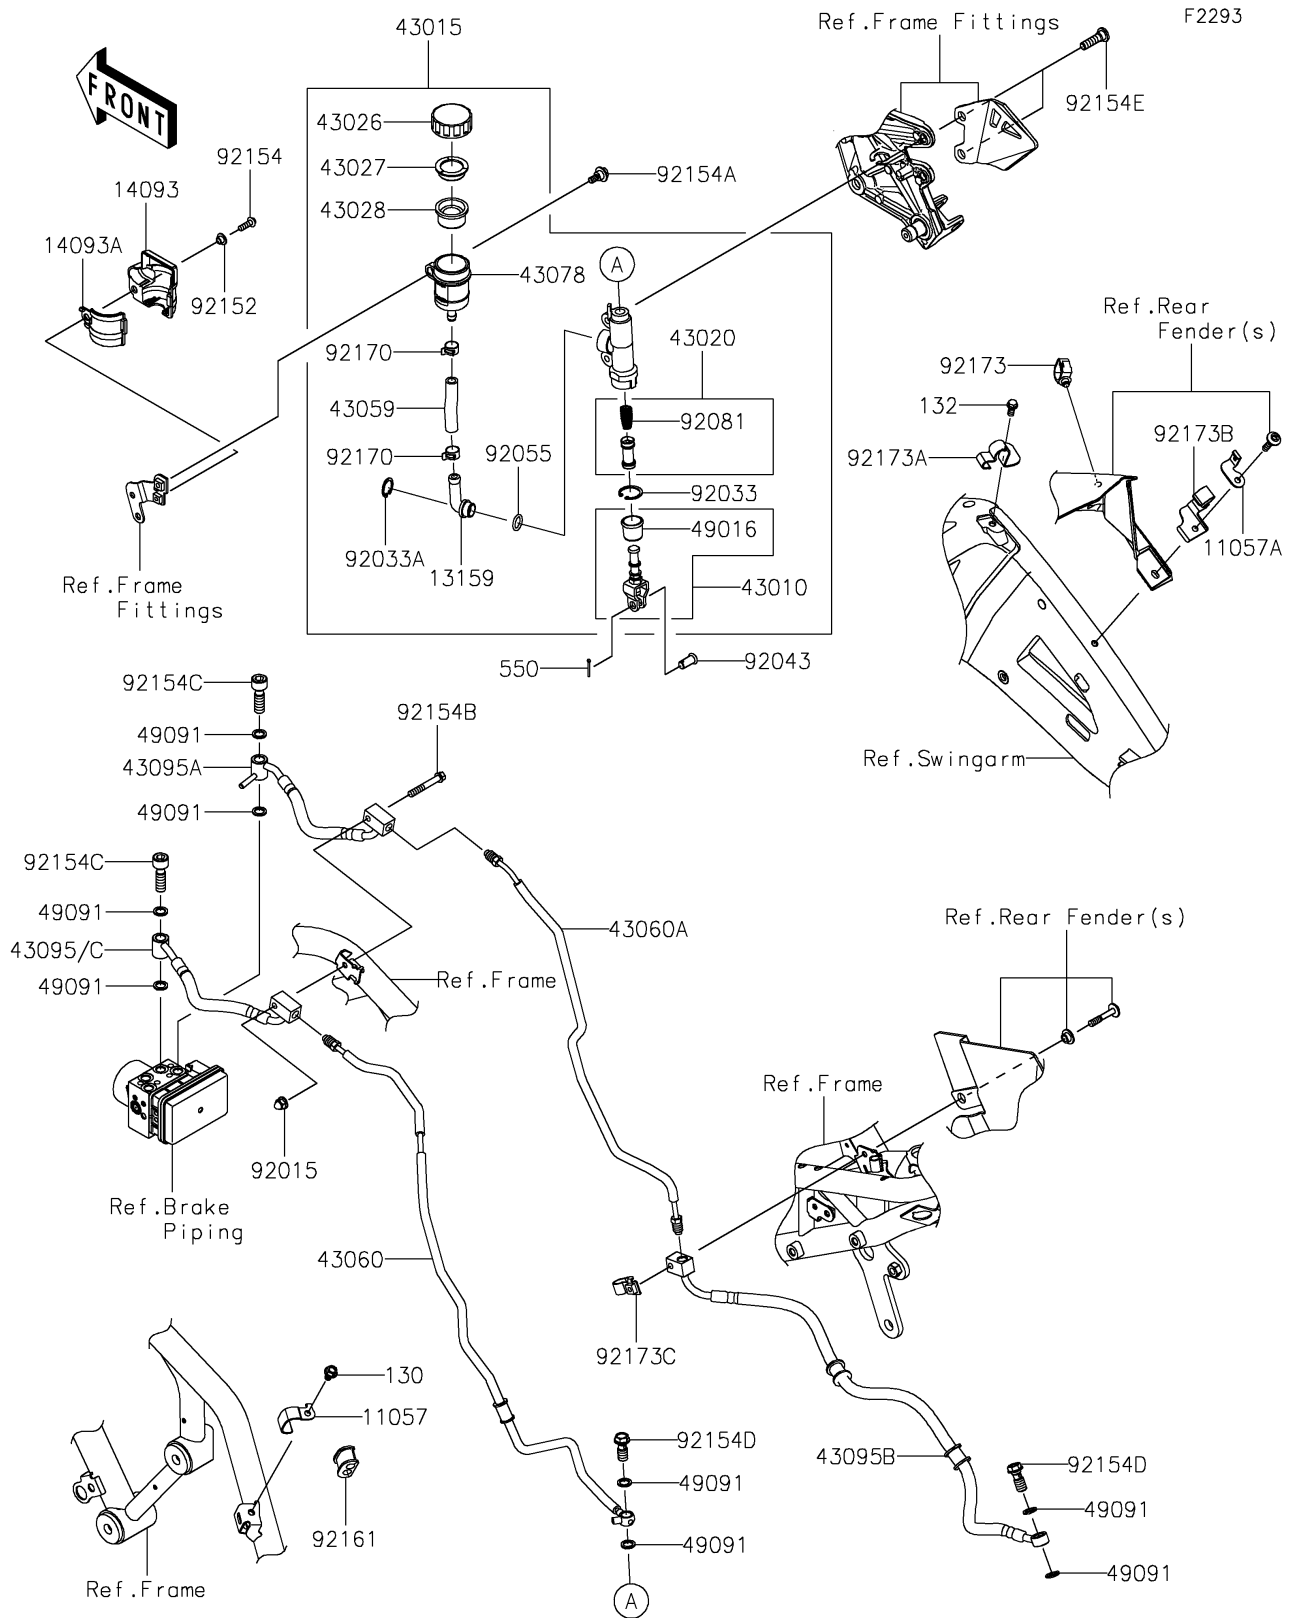 F2293
43015
Ref.Frame Fittings
FRONT
92154E
43026
92154
43027
92154A
14093
43028
14093A
A
43078
92152
Ref.Rear
Fender(s)
43020
92170
92173
132
43059
92081
92173B
92170
92055
92173A
92033
49016
11057A
92033A
13159
Ref.Frame
Fittings
43010
550
92043
92154C
92154B
49091
43095A
Ref.Swingarm
49091
92154C
49091
43060A
Ref.Rear Fender(s)
43095/C
49091
Ref.Frame
Ref.Frame
92015
Ref.Brake
Piping
43060
92173C
130
11057
92154D
43095B
92154D
49091
49091
92161
49091
49091
Ref.Frame
A